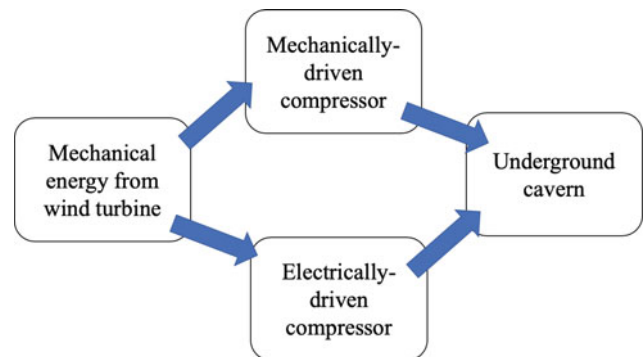 Mechanically-
driven
compressor
Mechanical
energy from
wind turbine
Underground
cavern
Electrically-
driven
compressor